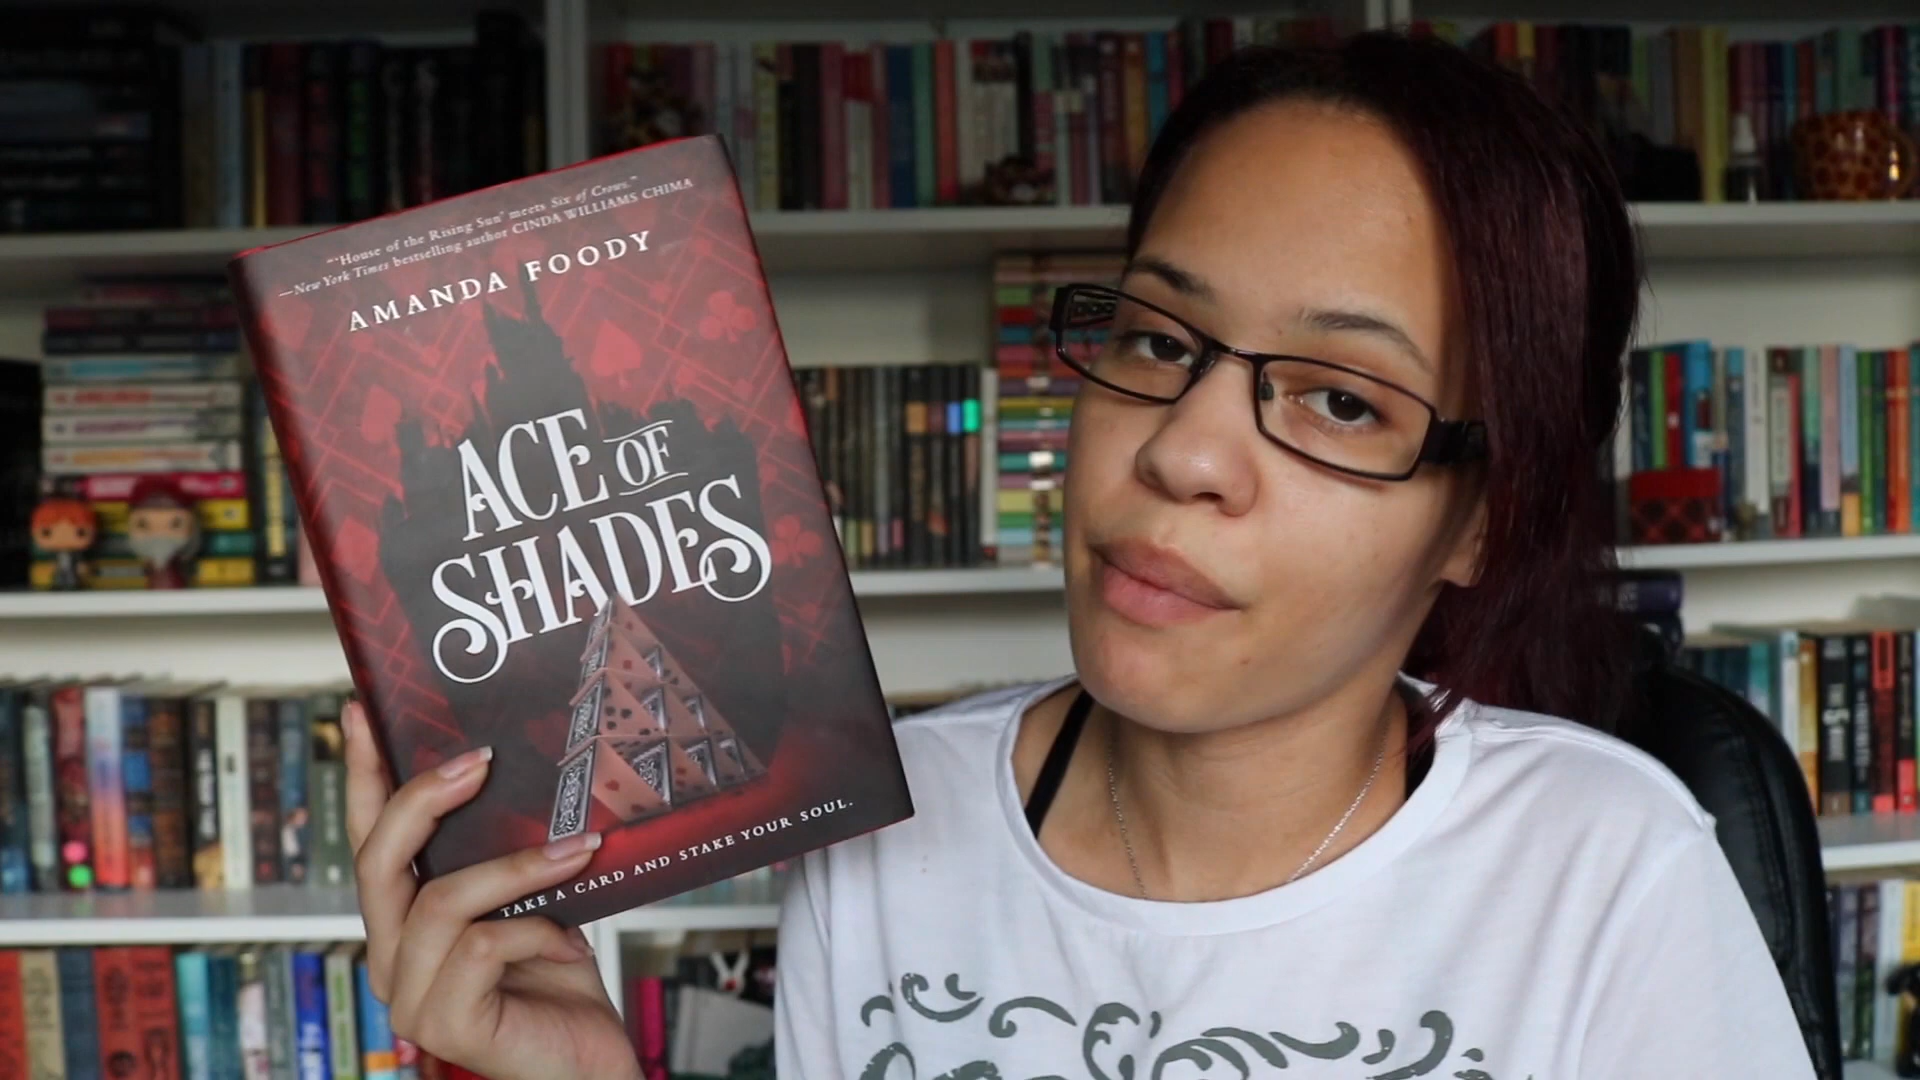 "'House of the Rising Sun' meets Six of Crows."
—New York Times bestselling author CINDA WILLIAMS CHIMA
AMANDA FOODY
ACE OF
SHADES
TAKE A CARD AND STAKE YOUR SOUL.